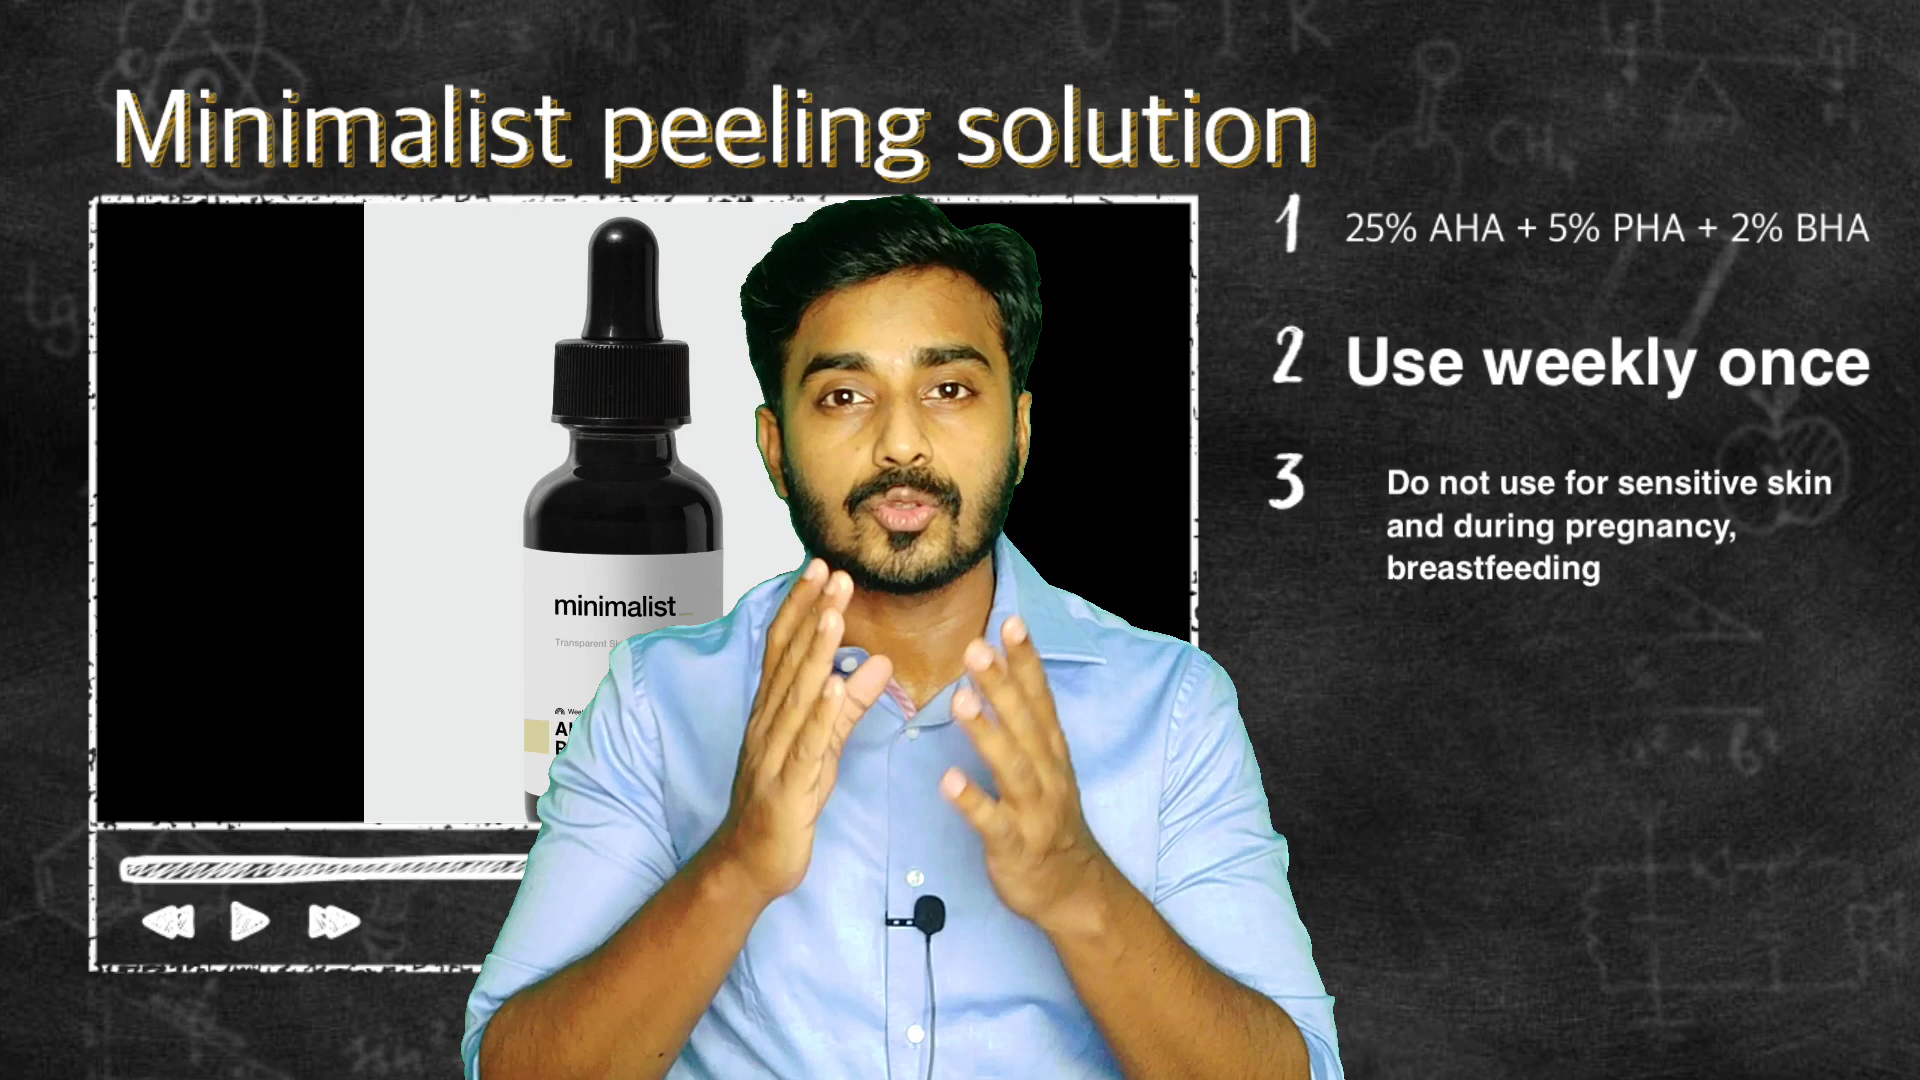 Minimalist peeling solution
1 25% AHA + 5% PHA + 2% BHA
2 Use weekly once
3 Do not use for sensitive skin
and during pregnancy,
breastfeeding
minimalist
Transparent